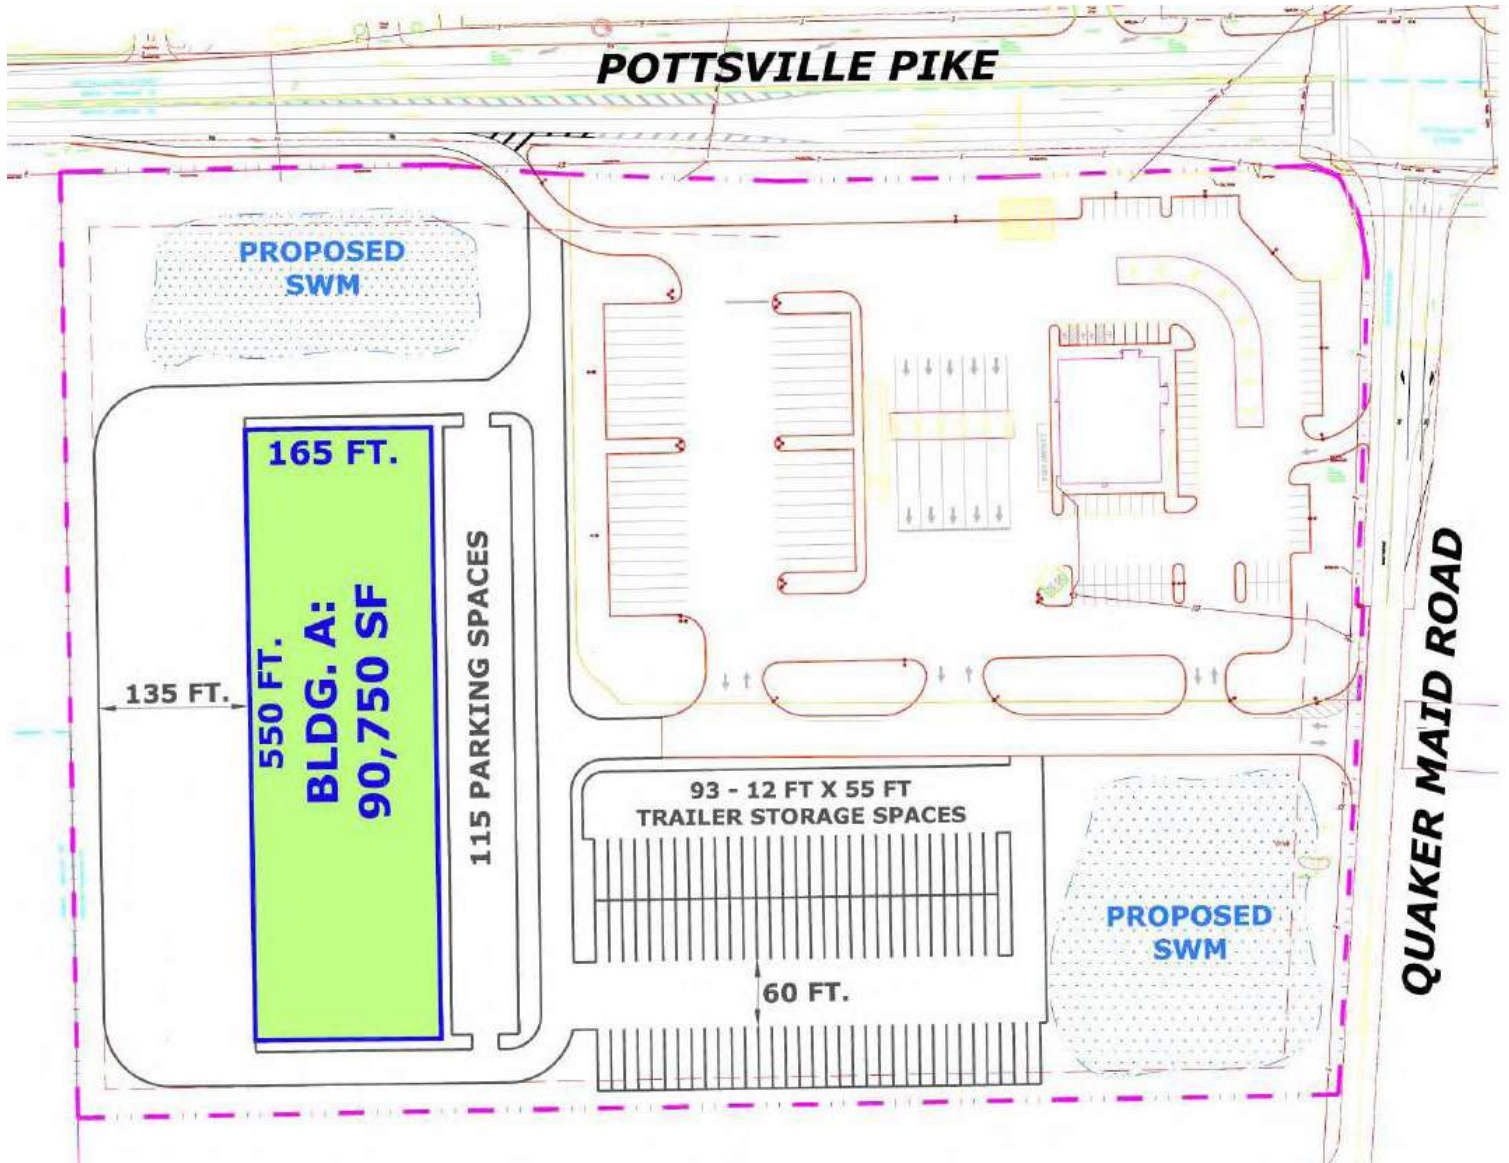 POTTSVILLE PIKE
PROPOSED
SWM
165 FT.
550 FT.
BLDG. A:
90,750 SF
135 FT.
115 PARKING SPACES
93 - 12 FT X 55 FT
TRAILER STORAGE SPACES
60 FT.
PROPOSED
SWM
QUAKER MAID ROAD